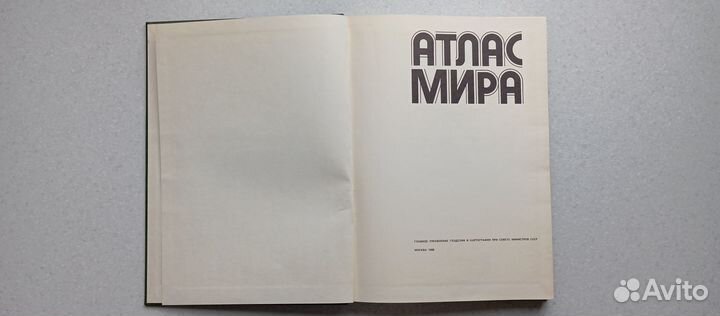 АТЛАС
МИРА
ГЛАВНОЕ УПРАВЛЕНИЕ ГЕОДЕЗИИ И КАРТОГРАФИИ ПРИ СОВЕТЕ МИНИСТРОВ СССР
МОСКВА
Avito